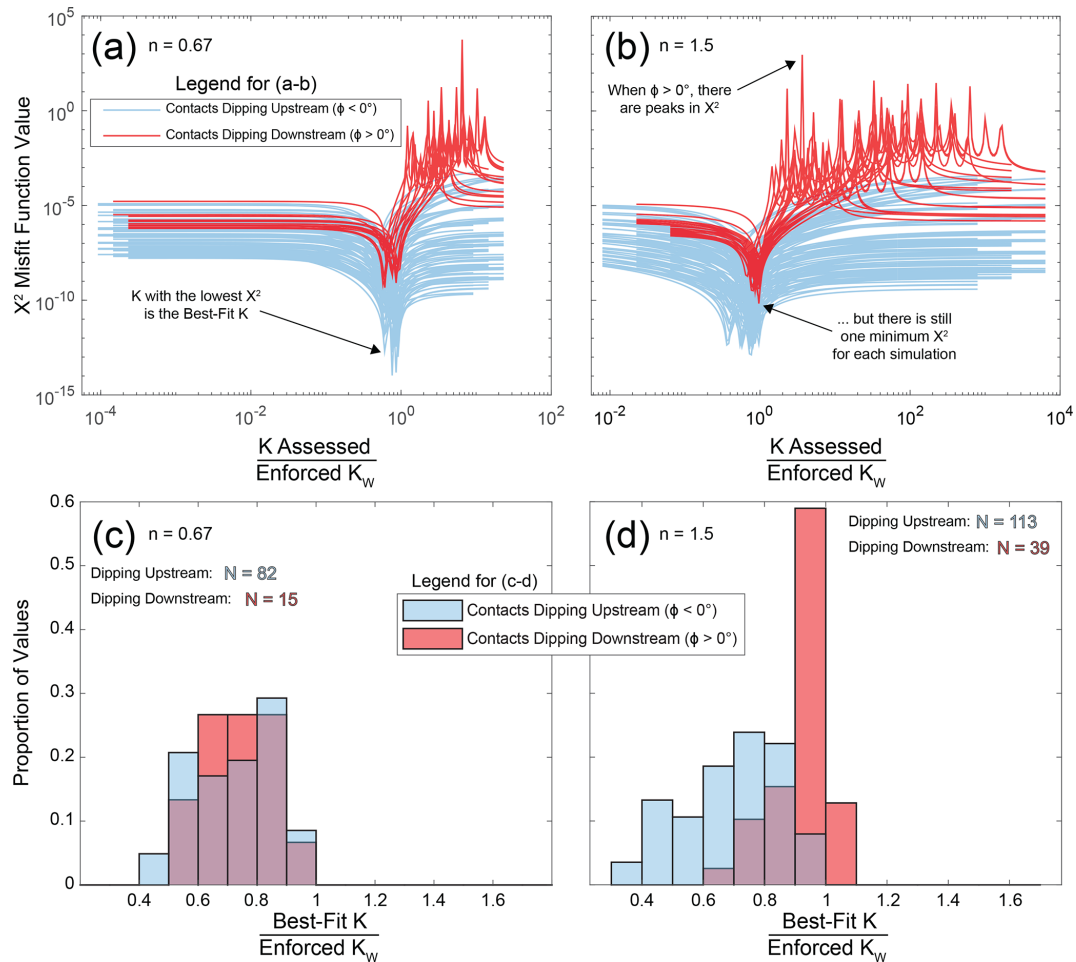 (a) n = 0.67
Legend for (a-b)
Contacts Dipping Upstream (ϕ < 0°)
Contacts Dipping Downstream (ϕ > 0°)
K with the lowest X²
is the Best-Fit K
X² Misfit Function Value
10⁵
10⁰
10⁻⁵
10⁻¹⁰
10⁻¹⁵
10⁻⁴ 10⁻² 10⁰
K Assessed
Enforced K_W
(b) n = 1.5
When ϕ > 0°, there
are peaks in X²
... but there is still
one minimum X²
for each simulation
10⁻² 10⁰ 10² 10⁴
K Assessed
Enforced K_W
(c) n = 0.67
Dipping Upstream: N = 82
Dipping Downstream: N = 15
Legend for (c-d)
Contacts Dipping Upstream (ϕ < 0°)
Contacts Dipping Downstream (ϕ > 0°)
Proportion of Values
0.6
0.5
0.4
0.3
0.2
0.1
0
0.4 0.6 0.8 1 1.2 1.4 1.6
Best-Fit K
Enforced K_W
(d) n = 1.5
Dipping Upstream: N = 113
Dipping Downstream: N = 39
0.4 0.6 0.8 1 1.2 1.4 1.6
Best-Fit K
Enforced K_W